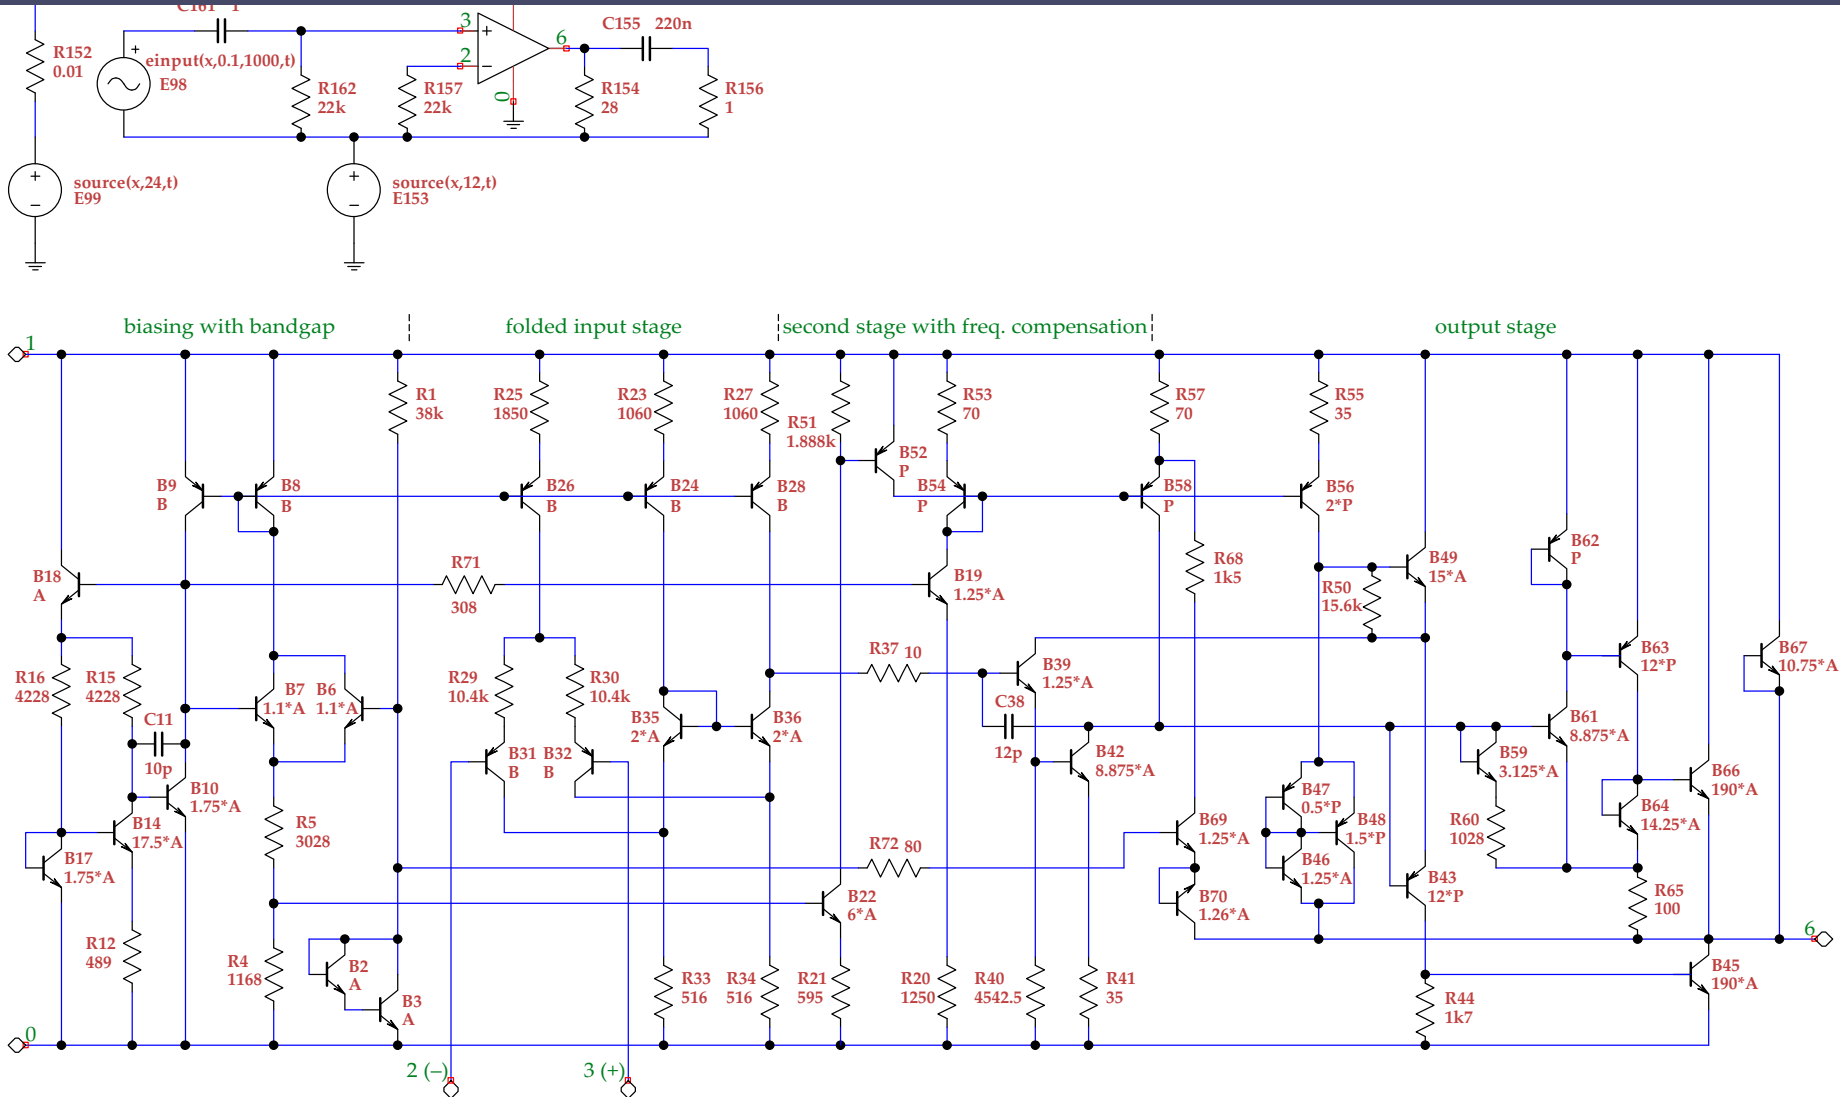 C161 1
3
2
6
0
C155 220n
R152
0.01
einput(x,0.1,1000,t)
E98
R162
22k
R157
22k
R154
28
R156
1
source(x,24,t)
E99
source(x,12,t)
E153
biasing with bandgap
folded input stage
second stage with freq. compensation
output stage
1
R1
38k
R25
1850
R23
1060
R27
1060
R51
1.888k
R53
70
R57
70
R55
35
B9
B
B8
B
B26
B
B24
B
B28
B
B52
P
B54
P
B58
P
B56
2*P
B18
A
R71
308
B19
1.25*A
R68
1k5
R50
15.6k
B49
15*A
B62
P
R16
4228
R15
4228
C11
10p
B7
1.1*A
B6
1.1*A
R29
10.4k
R30
10.4k
B35
2*A
B36
2*A
R37 10
B39
1.25*A
C38
12p
B42
8.875*A
B63
12*P
B67
10.75*A
B61
8.875*A
B59
3.125*A
B31
B
B32
B
B10
1.75*A
B14
17.5*A
B17
1.75*A
R5
3028
R72 80
B69
1.25*A
B70
1.26*A
B47
0.5*P
B48
1.5*P
B46
1.25*A
B43
12*P
R60
1028
B64
14.25*A
B66
190*A
R65
100
R12
489
R4
1168
B2
A
B3
A
B22
6*A
R33
516
R34
516
R21
595
R20
1250
R40
4542.5
R41
35
R44
1k7
B45
190*A
6
0
2 (–)
3 (+)